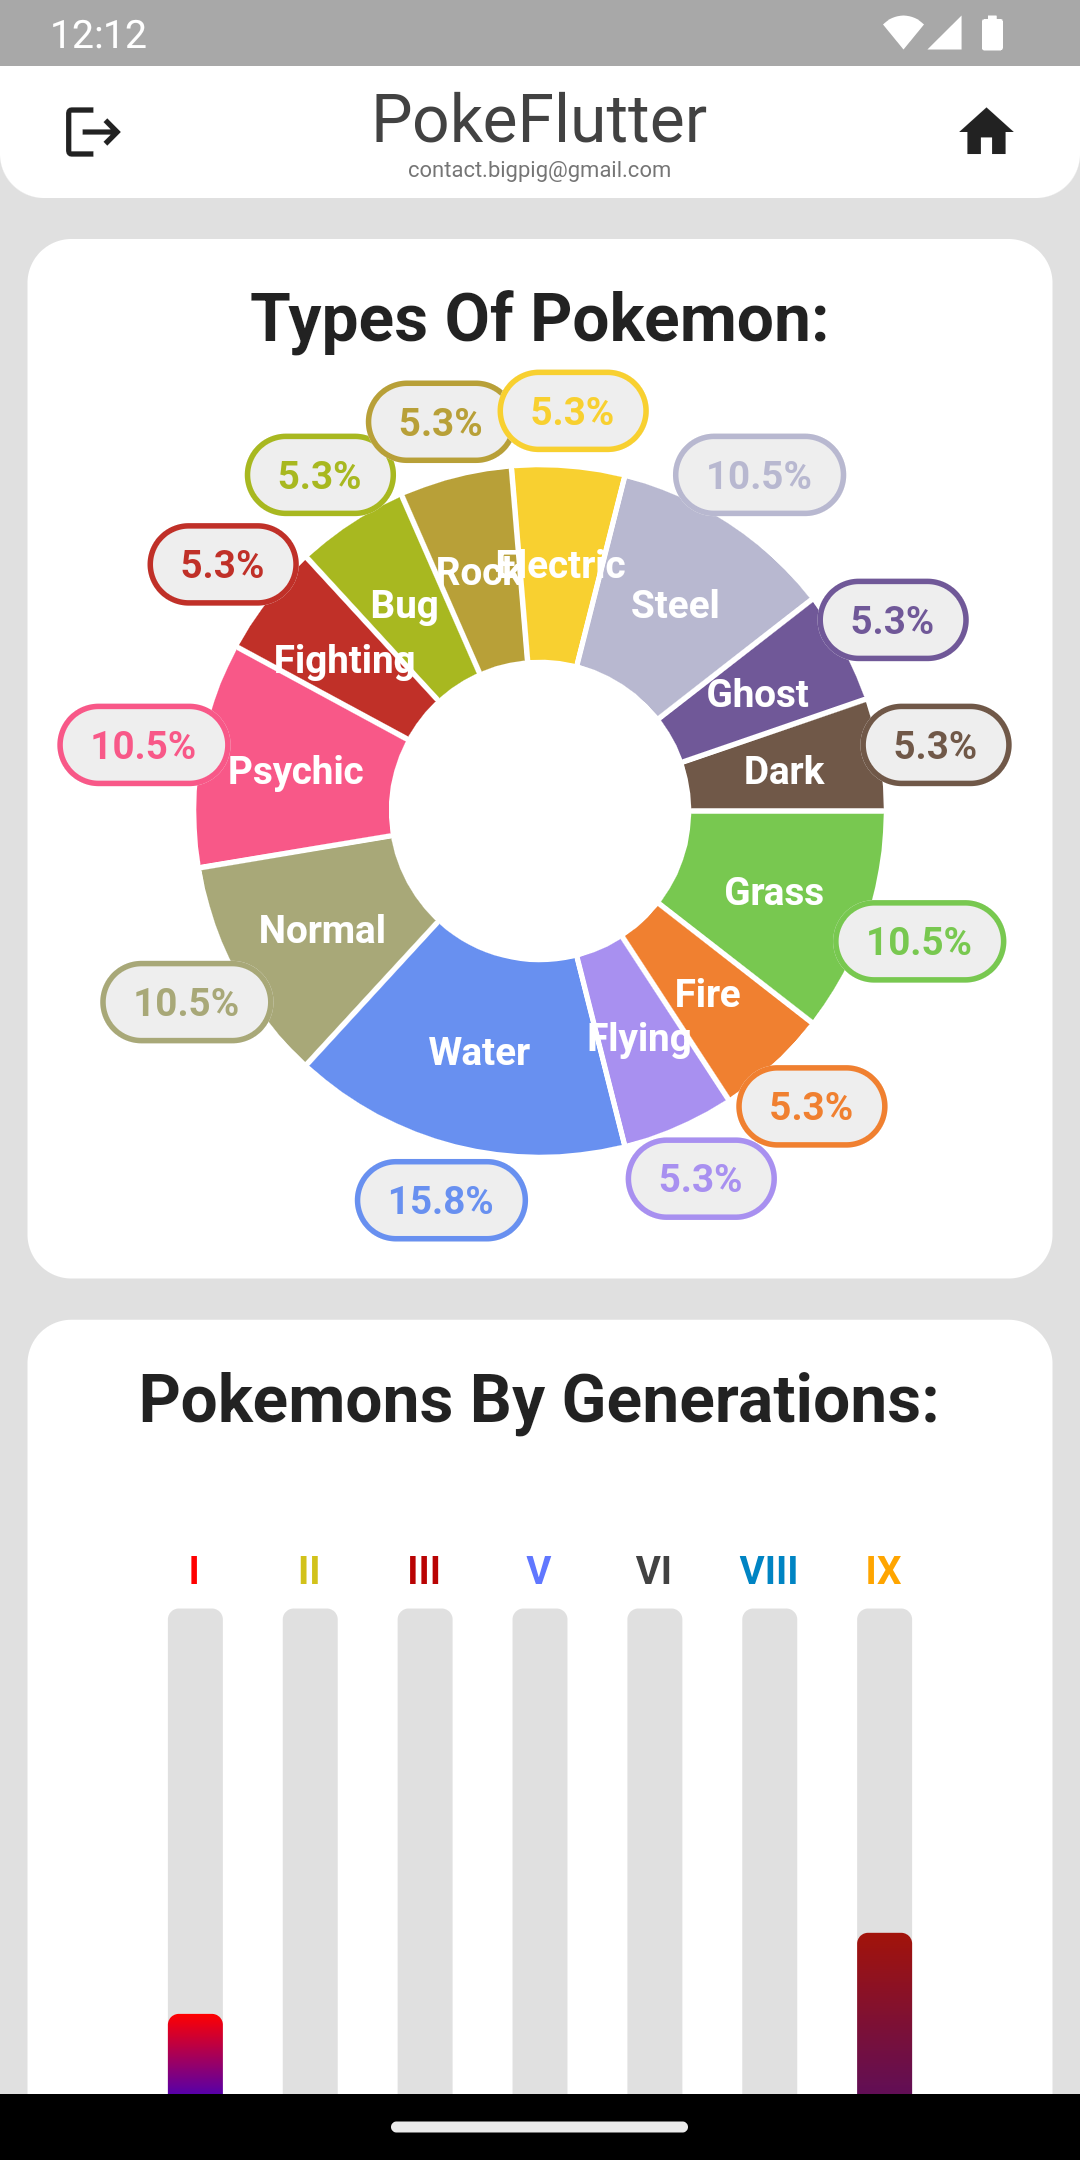 12:12
PokeFlutter
contact.bigpig@gmail.com
Types Of Pokemon:
5.3%
5.3%
10.5%
5.3%
5.3%
Electric
Rock
Steel
Bug
5.3%
Fighting
Ghost
10.5%
Psychic
Dark
5.3%
Grass
Normal
10.5%
10.5%
Fire
Flying
Water
5.3%
5.3%
15.8%
Pokemons By Generations:
I II III V VI VIII IX